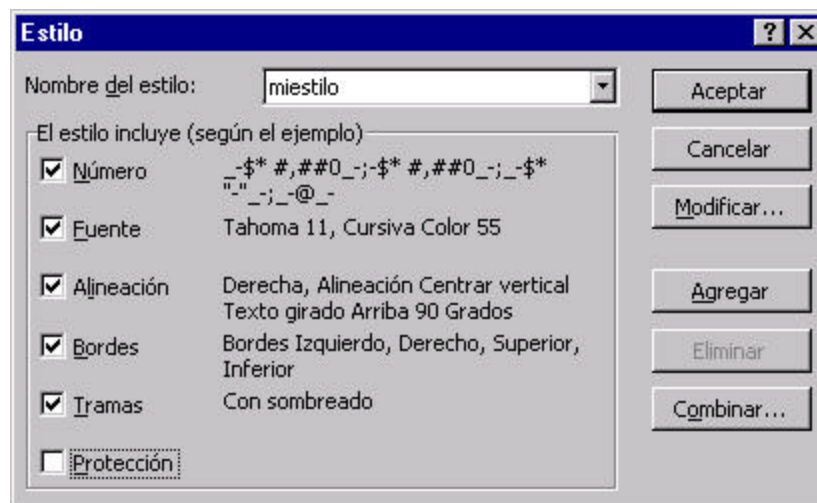 Estilo
Nombre del estilo: miestilo
Aceptar
El estilo incluye (según el ejemplo)
Cancelar
Número _-$* #,##0_-;-$* #,##0_-;_-$*
"-"_-;_-@_-
Modificar...
Fuente Tahoma 11, Cursiva Color 55
Alineación Derecha, Alineación Centrar vertical
Texto girado Arriba 90 Grados
Agregar
Bordes Bordes Izquierdo, Derecho, Superior,
Inferior
Eliminar
Tramas Con sombreado
Combinar...
Protección